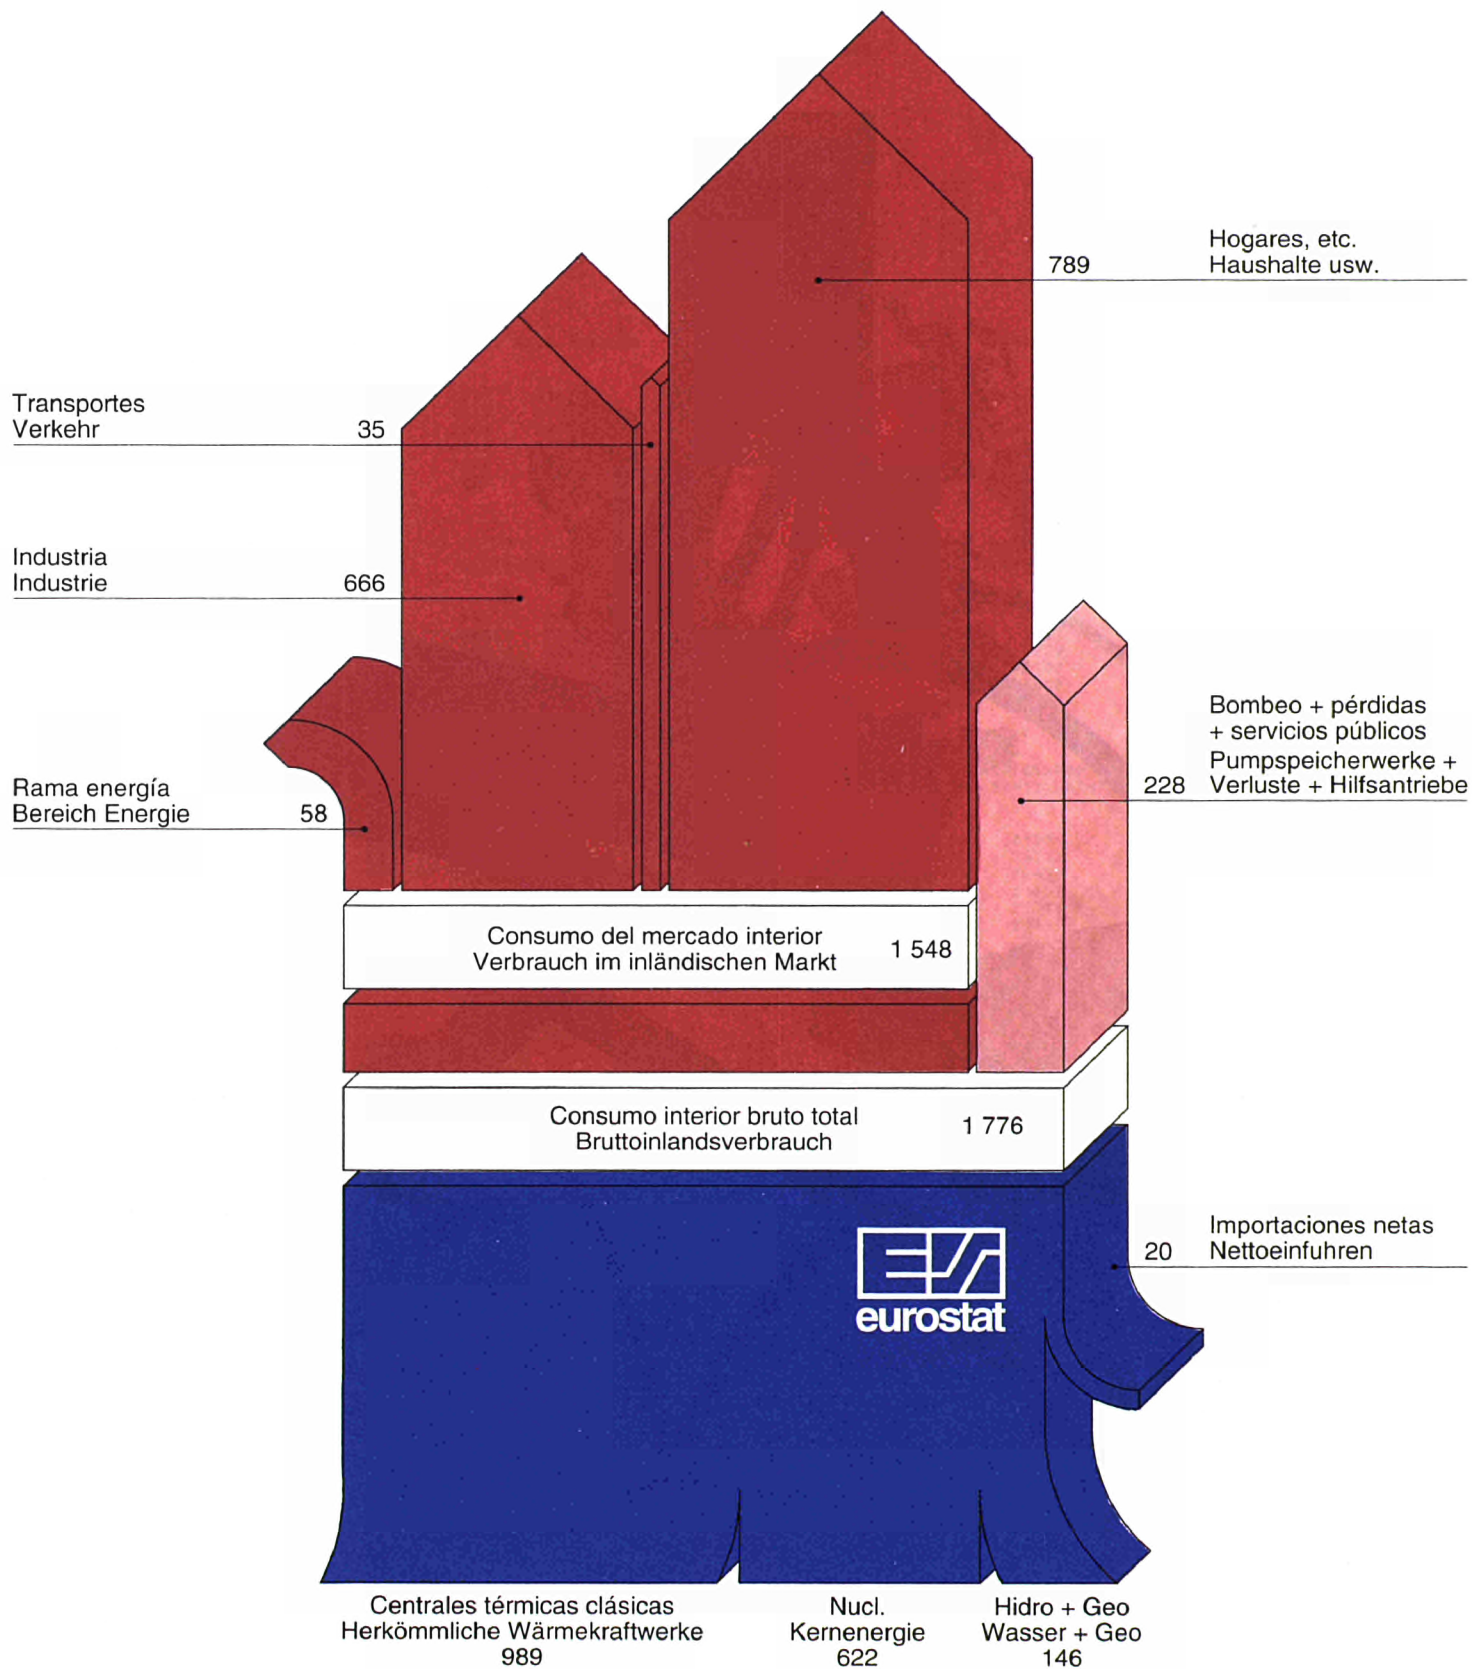 Hogares, etc.
789 Haushalte usw.
Transportes
Verkehr 35
Industria
Industrie 666
Bombeo + pérdidas
+ servicios públicos
Pumpspeicherwerke +
228 Verluste + Hilfsantriebe
Rama energía
Bereich Energie 58
Consumo del mercado interior
Verbrauch im inländischen Markt 1 548
Consumo interior bruto total
Bruttoinlandsverbrauch 1 776
Importaciones netas
20 Nettoeinfuhren
eurostat
Centrales térmicas clásicas
Herkömmliche Wärmekraftwerke
989
Nucl.
Kernenergie
622
Hidro + Geo
Wasser + Geo
146